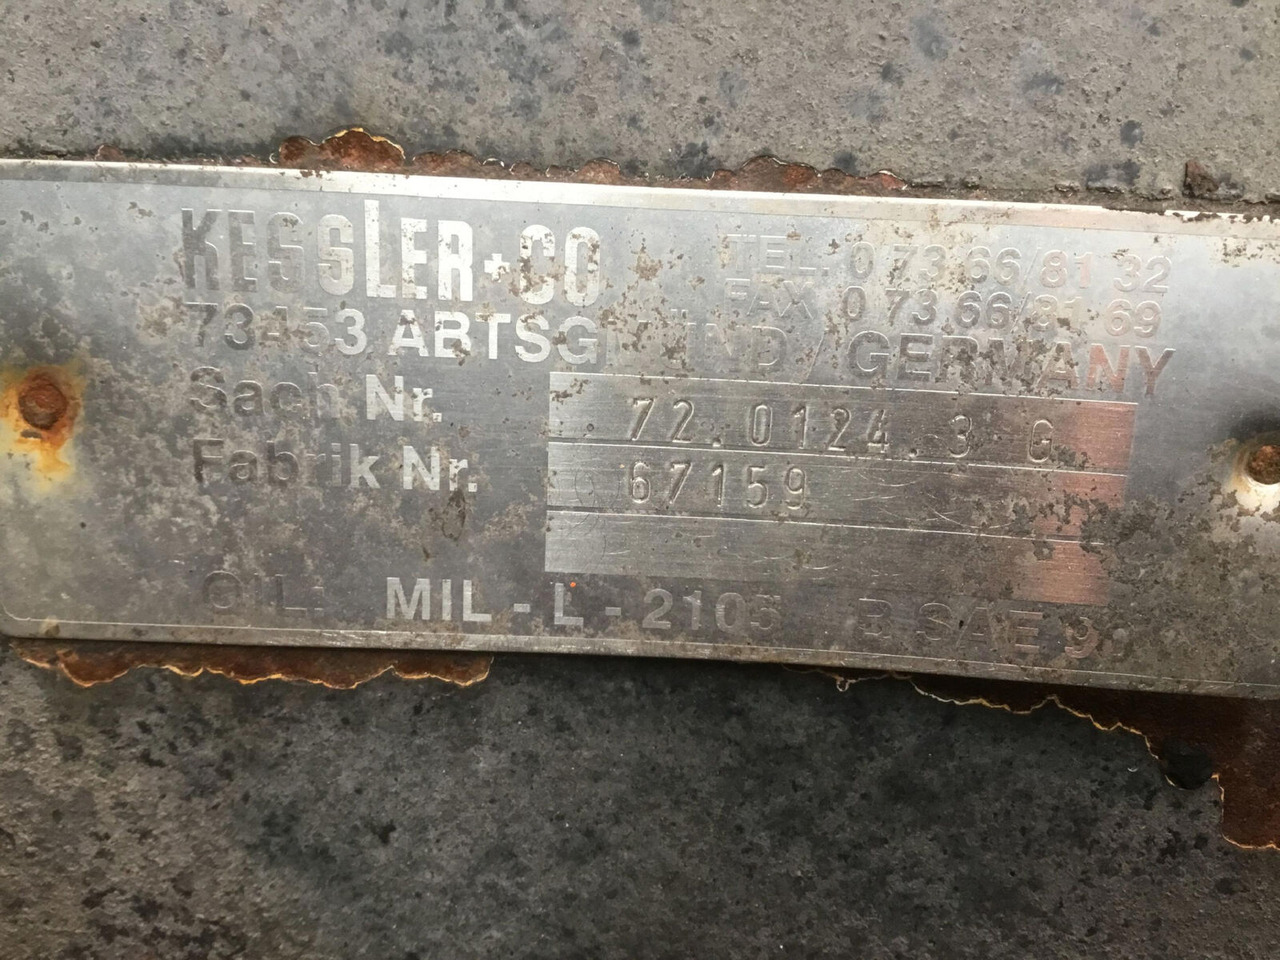 KESSLER+CO
TEL. 0 73 66/81 32
FAX 0 73 66/81 69
73453 ABTSGMÜND/GERMANY
Sach Nr. 72.0124.3 G
Fabrik Nr. 67159
OIL: MIL-L-2105 B SAE